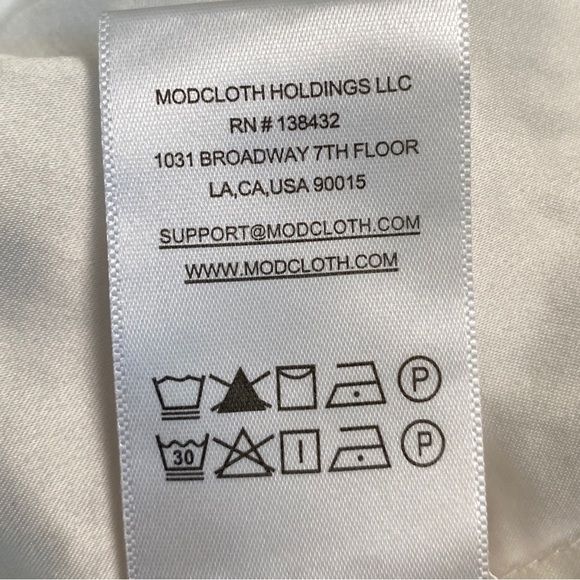 MODCLOTH HOLDINGS LLC
RN # 138432
1031 BROADWAY 7TH FLOOR
LA,CA,USA 90015
SUPPORT@MODCLOTH.COM
WWW.MODCLOTH.COM
P
30 P